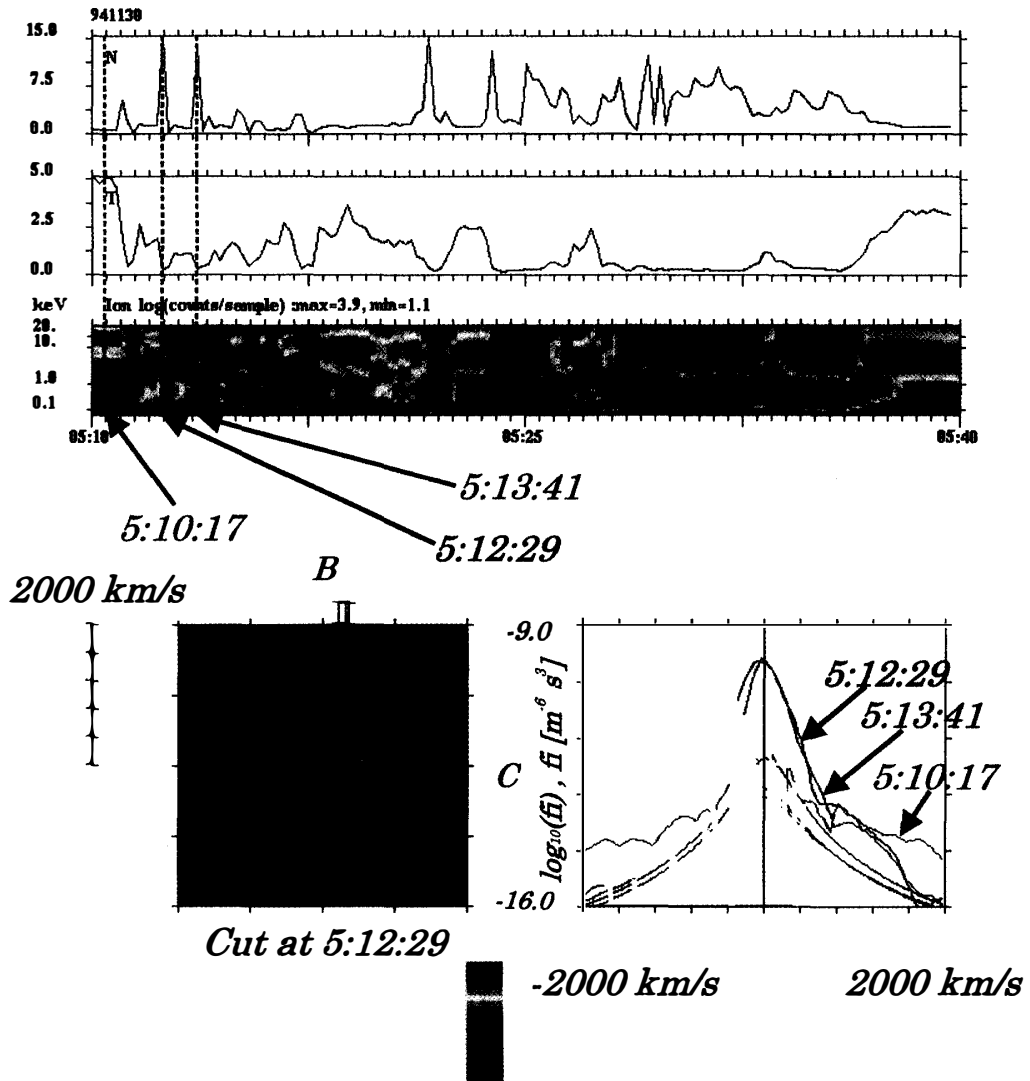 941130
15.0
7.5
0.0
N
5.0
2.5
0.0
T
keV
Ion log(counts/sample) :max=3.9, min=1.1
20.
10.
1.0
0.1
05:10
05:25
05:40
5:10:17
5:12:29
5:13:41
2000 km/s
B
Cut at 5:12:29
C
-9.0
-16.0
log₁₀(fi) , fi [m⁻⁶ s³]
5:12:29
5:13:41
5:10:17
-2000 km/s
2000 km/s